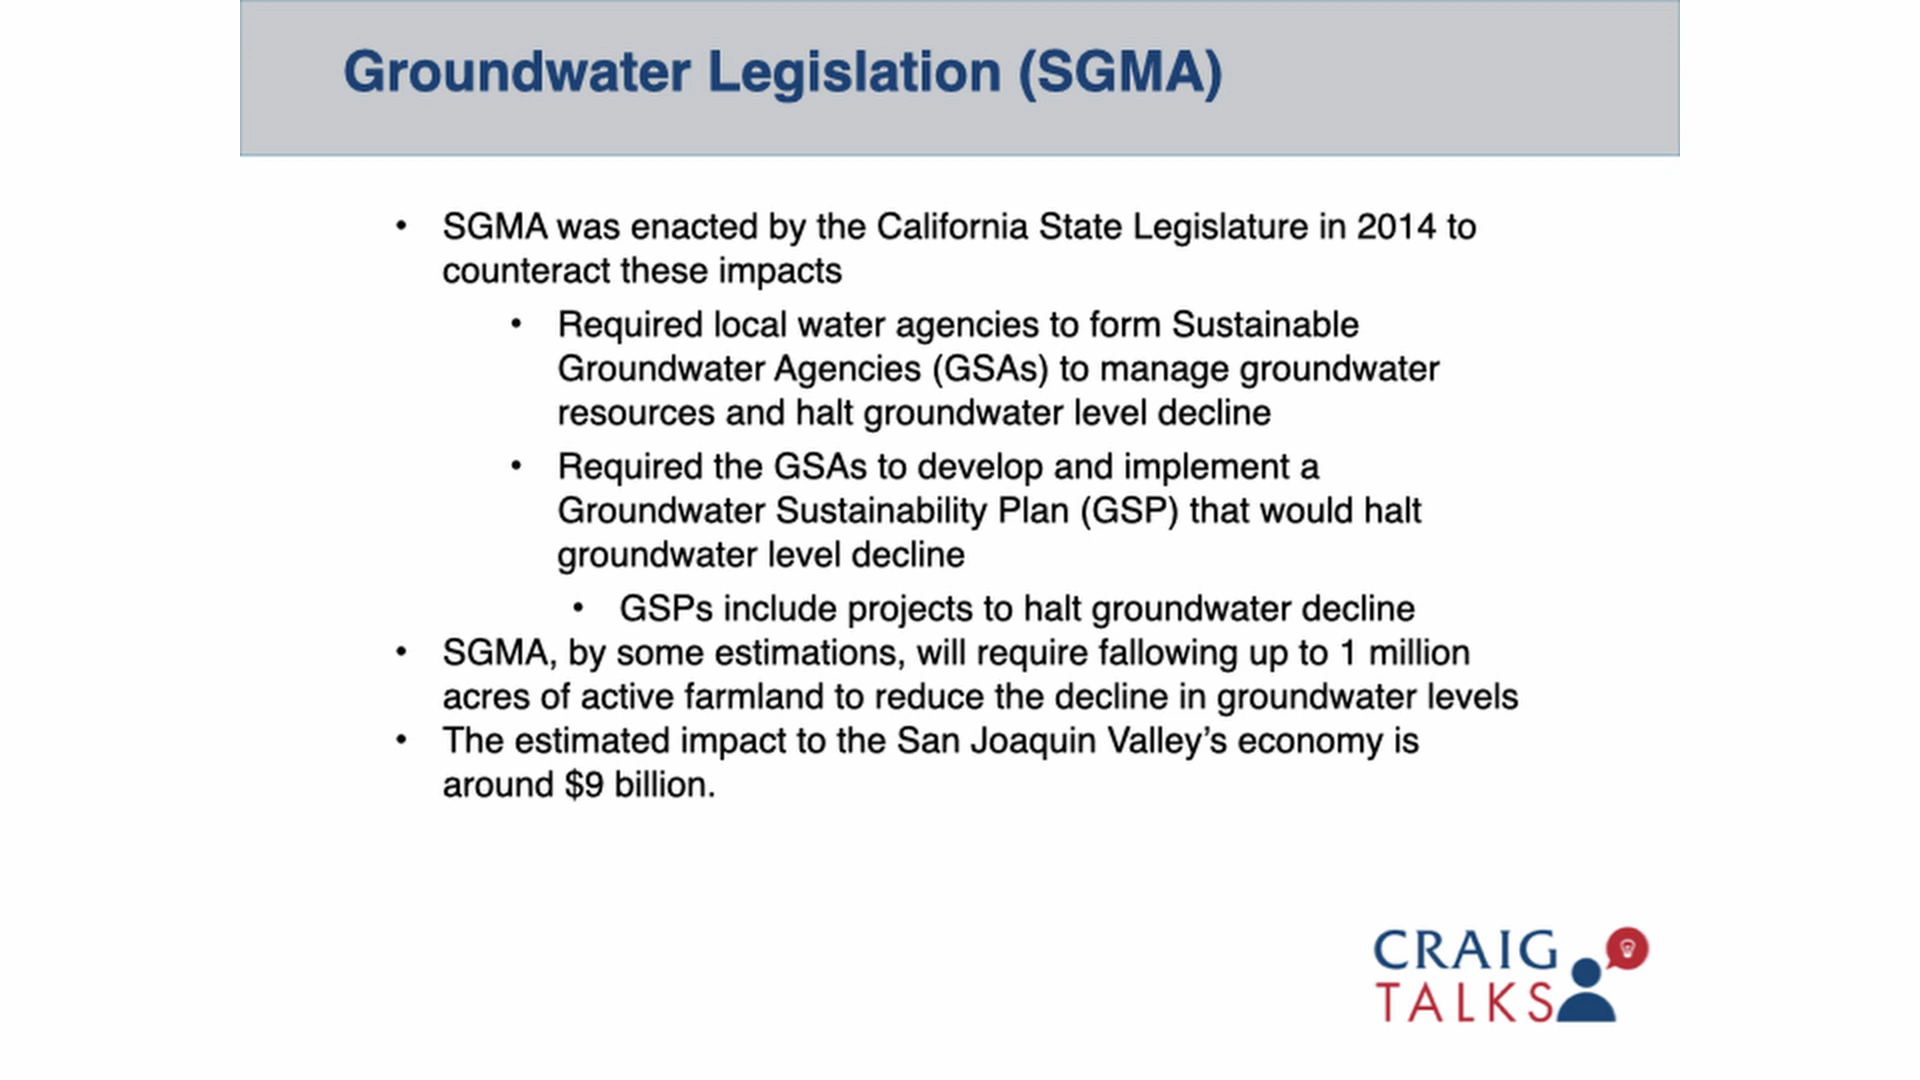 Groundwater Legislation (SGMA)
• SGMA was enacted by the California State Legislature in 2014 to
counteract these impacts
• Required local water agencies to form Sustainable
Groundwater Agencies (GSAs) to manage groundwater
resources and halt groundwater level decline
• Required the GSAs to develop and implement a
Groundwater Sustainability Plan (GSP) that would halt
groundwater level decline
• GSPs include projects to halt groundwater decline
• SGMA, by some estimations, will require fallowing up to 1 million
acres of active farmland to reduce the decline in groundwater levels
• The estimated impact to the San Joaquin Valley’s economy is
around $9 billion.
CRAIG
TALKS